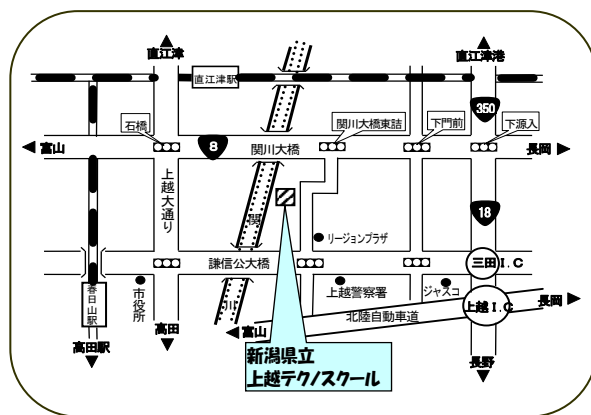 直江津
直江津港
直江津駅
350
石橋
関川大橋東詰
下門前
下源入
富山
8
関川大橋
長岡
上越大通り
関
18
リージョンプラザ
謙信公大橋
三田I.C
春日山駅
市役所
川
上越警察署
ジャスコ
上越I.C
長岡
北陸自動車道
高田駅
高田
富山
長野
新潟県立
上越テクノスクール